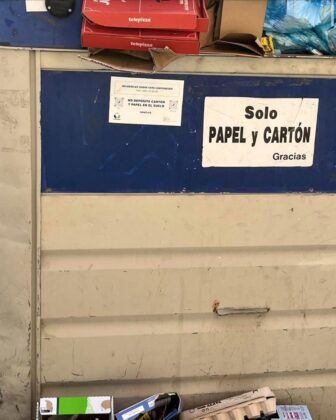 telepizza
telepizza
NO DEPOSITE CARTÓN
Y PAPEL EN EL SUELO
Solo
PAPEL y CARTÓN
Gracias